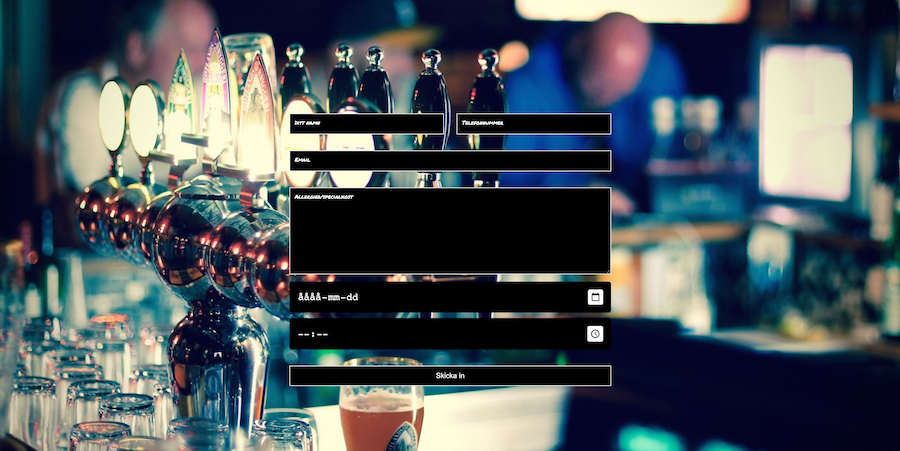 Ditt namn
Telefonnummer
Email
Allergier/specialkost
åååå-mm-dd
--:--
Skicka in